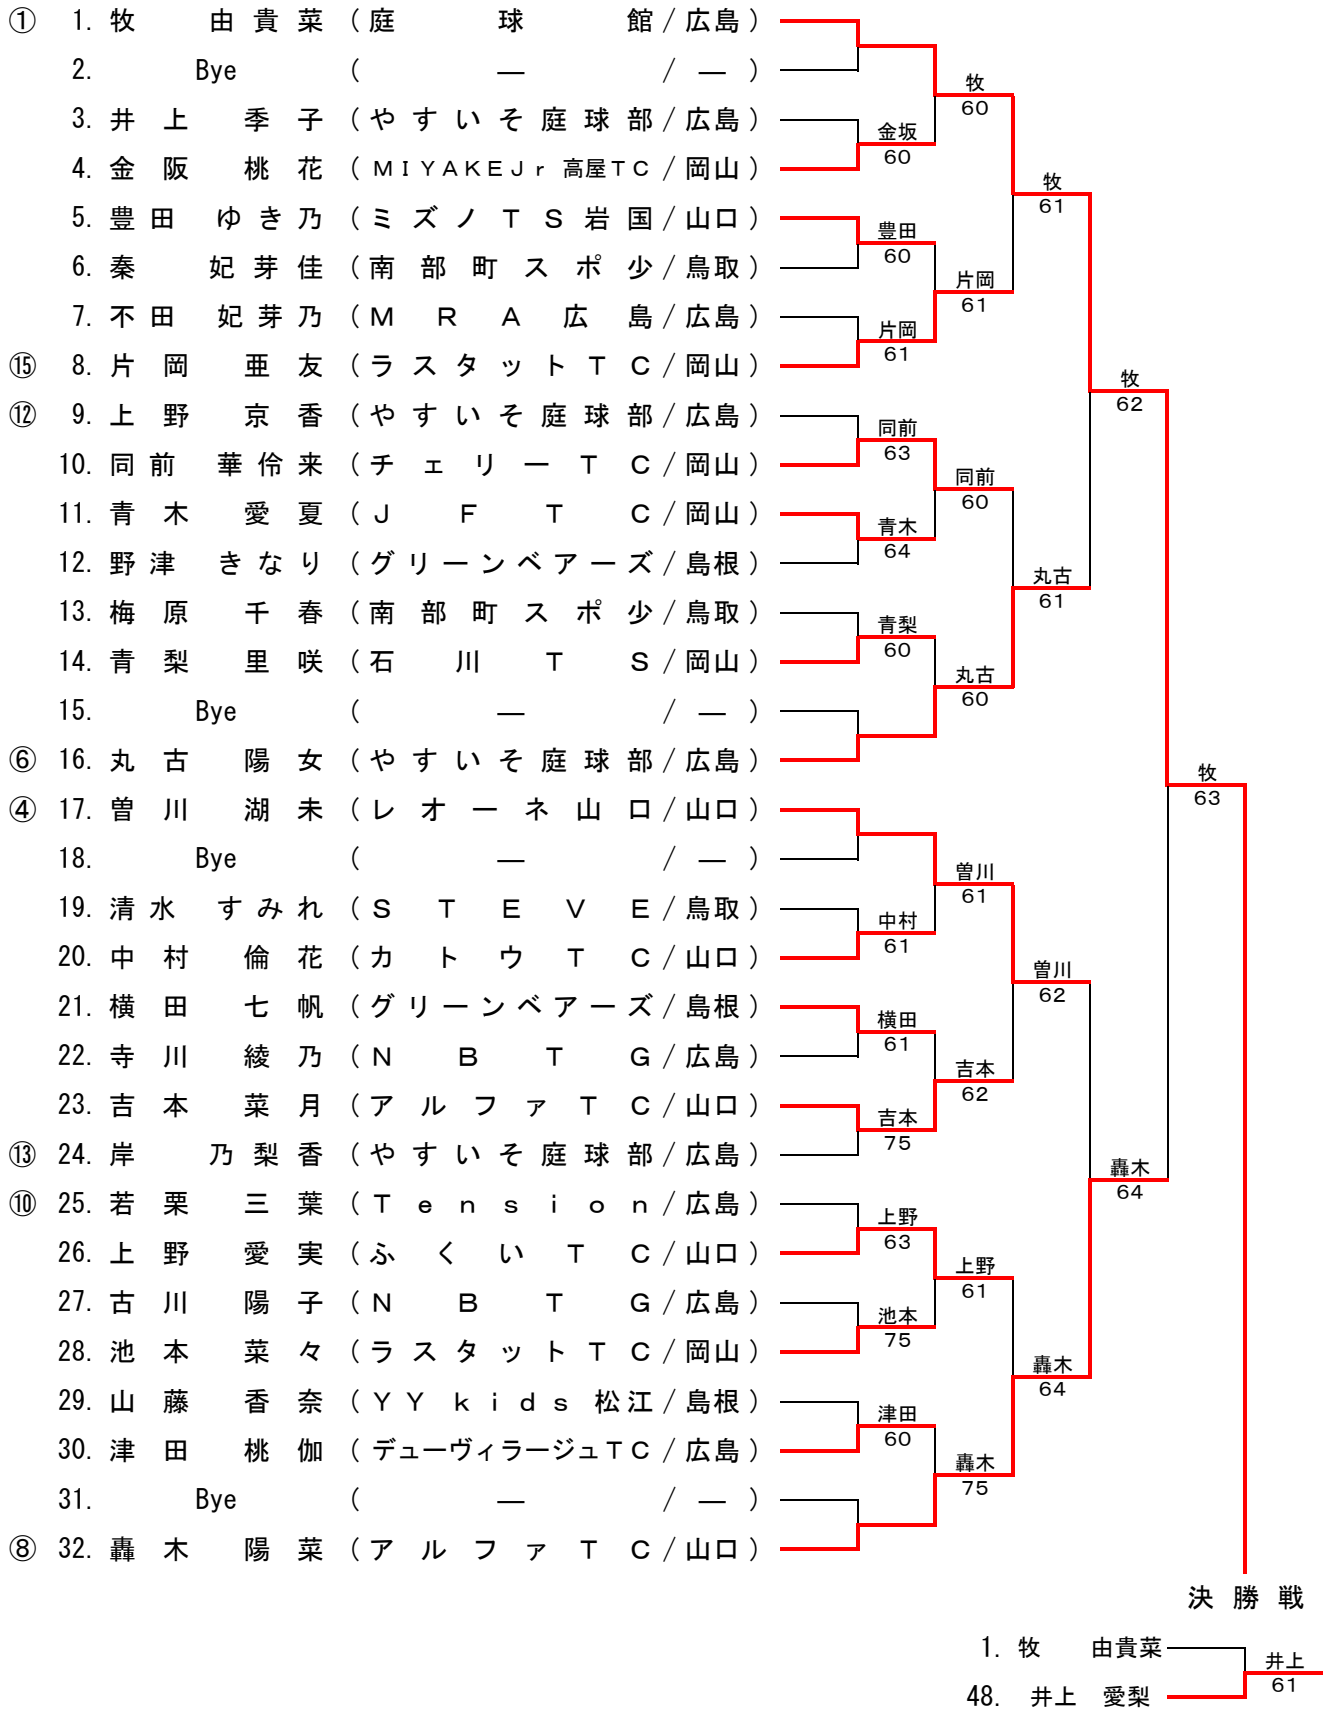 ① 1. 牧 由貴菜 (庭球館/広島)
2. Bye ( ― / ― )
3. 井上 季子 (やすいそ庭球部/広島)
4. 金阪 桃花 (MIYAKEJr 高屋TC/岡山)
5. 豊田 ゆき乃 (ミズノTS岩国/山口)
6. 秦 妃芽佳 (南部町スポ少/鳥取)
7. 不田 妃芽乃 (MRA広島/広島)
⑮ 8. 片岡 亜友 (ラスタットTC/岡山)
⑫ 9. 上野 京香 (やすいそ庭球部/広島)
10. 同前 華伶来 (チェリーTC/岡山)
11. 青木 愛夏 (JFTC/岡山)
12. 野津 きなり (グリーンベアーズ/島根)
13. 梅原 千春 (南部町スポ少/鳥取)
14. 青梨 里咲 (石川TS/岡山)
15. Bye ( ― / ― )
⑥ 16. 丸古 陽女 (やすいそ庭球部/広島)
④ 17. 曽川 湖未 (レオーネ山口/山口)
18. Bye ( ― / ― )
19. 清水 すみれ (STEVE/鳥取)
20. 中村 倫花 (カトウTC/山口)
21. 横田 七帆 (グリーンベアーズ/島根)
22. 寺川 綾乃 (NBTG/広島)
23. 吉本 菜月 (アルファTC/山口)
⑬ 24. 岸 乃梨香 (やすいそ庭球部/広島)
⑩ 25. 若栗 三葉 (Tension/広島)
26. 上野 愛実 (ふくいTC/山口)
27. 古川 陽子 (NBTG/広島)
28. 池本 菜々 (ラスタットTC/岡山)
29. 山藤 香奈 (YYkids松江/島根)
30. 津田 桃伽 (デューヴィラージュTC/広島)
31. Bye ( ― / ― )
⑧ 32. 轟木 陽菜 (アルファTC/山口)
金坂
60
豊田
60
片岡
61
同前
63
青木
64
青梨
60
中村
61
横田
61
吉本
75
上野
63
池本
75
津田
60
牧
60
片岡
61
同前
60
丸古
60
曽川
61
吉本
62
上野
61
轟木
75
牧
61
丸古
61
曽川
62
轟木
64
牧
62
轟木
64
牧
63
決勝戦
1. 牧 由貴菜
48. 井上 愛梨
井上
61